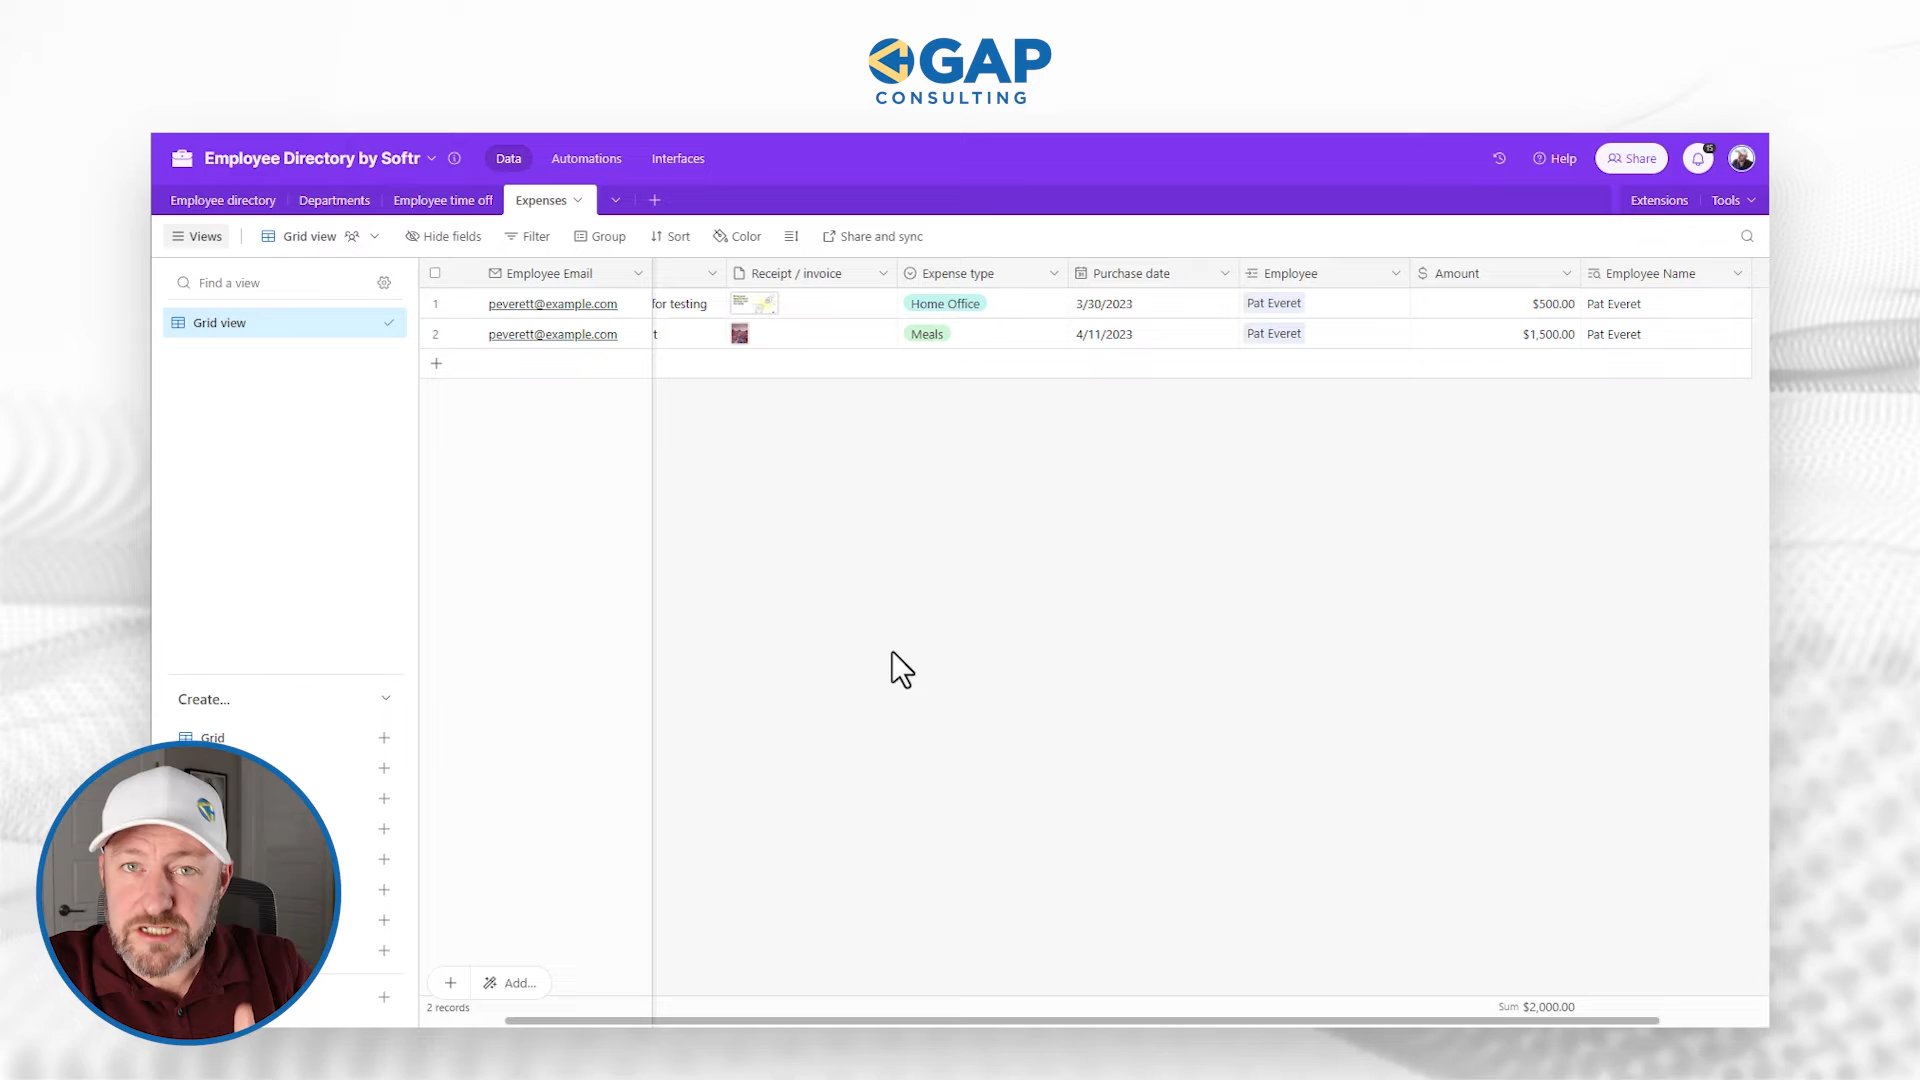 GAP
CONSULTING
Employee Directory by Softr
Data
Automations
Interfaces
Help
Share
15
Employee directory
Departments
Employee time off
Expenses
Extensions
Tools
Views
Grid view
Hide fields
Filter
Group
Sort
Color
Share and sync
Find a view
Grid view
Employee Email
Receipt / invoice
Expense type
Purchase date
Employee
Amount
Employee Name
1
peverett@example.com
for testing
Home Office
3/30/2023
Pat Everet
$500.00
Pat Everet
2
peverett@example.com
t
Meals
4/11/2023
Pat Everet
$1,500.00
Pat Everet
Create...
Grid
Add...
2 records
Sum $2,000.00